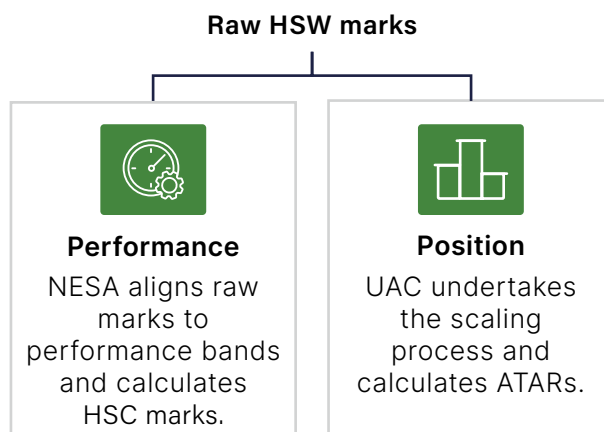 Raw HSW marks
Performance
NESA aligns raw
marks to
performance bands
and calculates
HSC marks.
Position
UAC undertakes
the scaling
process and
calculates ATARs.